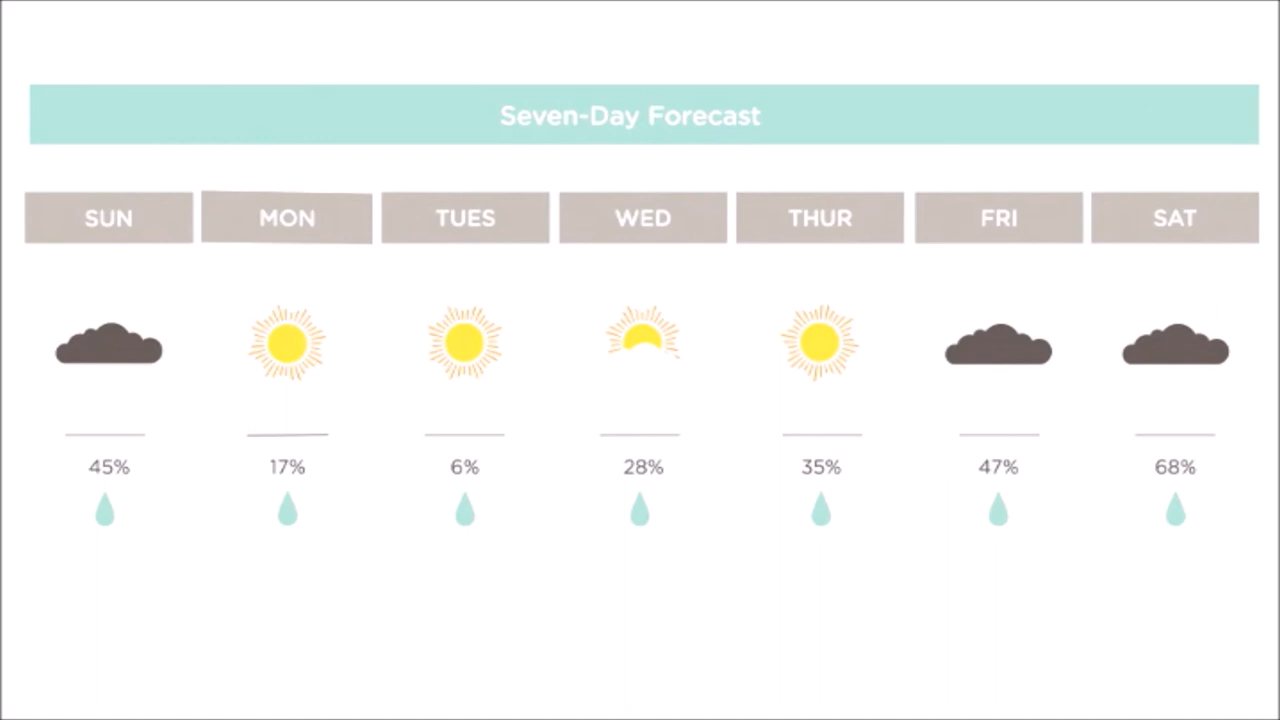 Seven-Day Forecast
SUN MON TUES WED THUR FRI SAT
45% 17% 6% 28% 35% 47% 68%